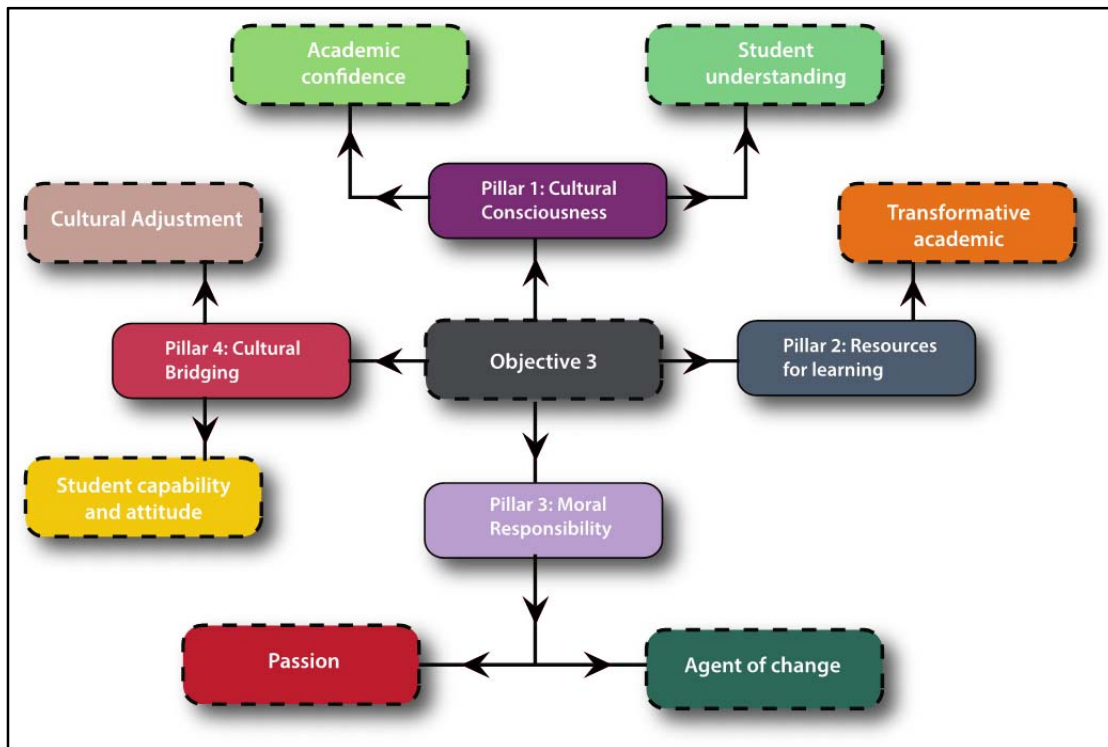 Academic
confidence
Student
understanding
Pillar 1: Cultural
Consciousness
Cultural Adjustment
Transformative
academic
Pillar 4: Cultural
Bridging
Objective 3
Pillar 2: Resources
for learning
Student capability
and attitude
Pillar 3: Moral
Responsibility
Passion
Agent of change